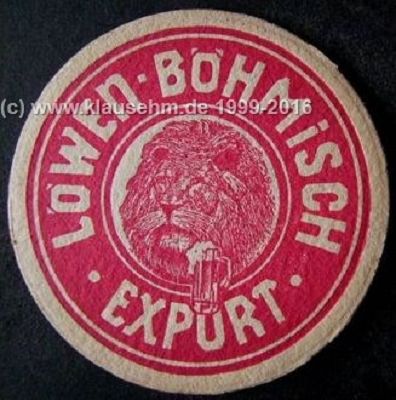 LÖWEN-BÖHMiSCH
(c) www.klausehm.de 1999-2016
· EXPORT ·